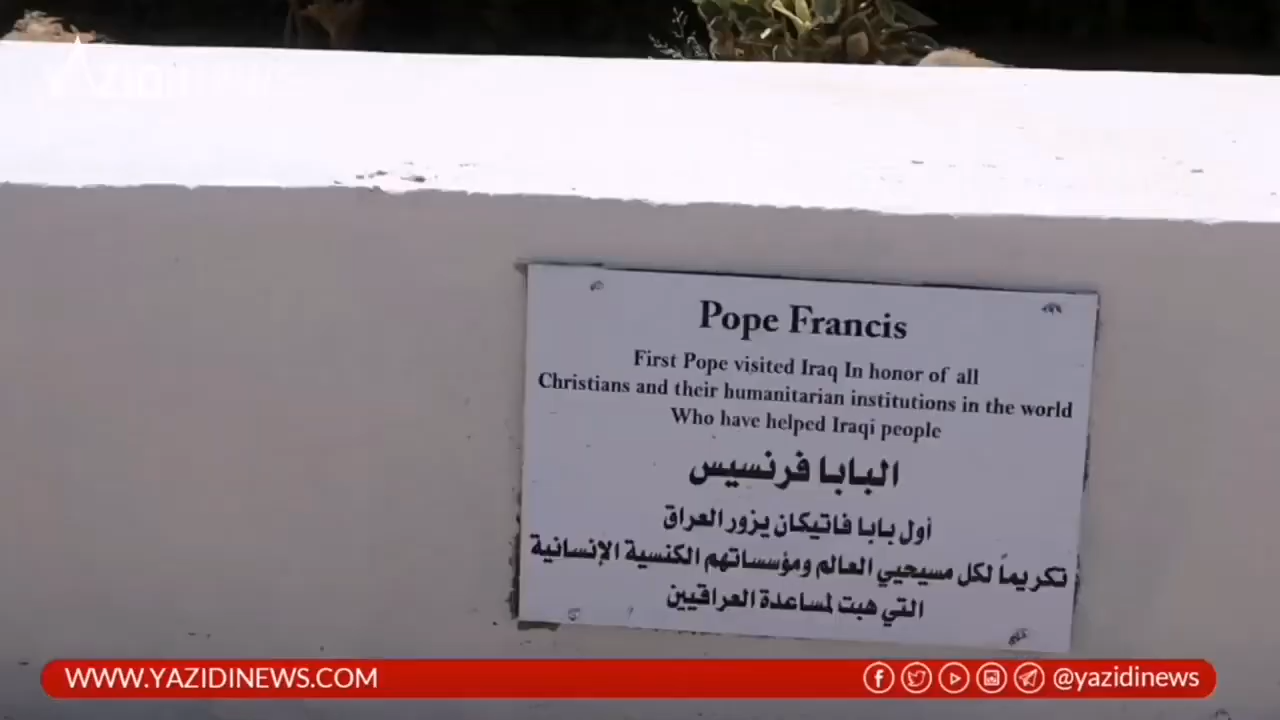 Pope Francis
First Pope visited Iraq In honor of all
Christians and their humanitarian institutions in the world
Who have helped Iraqi people
البابا فرنسيس
أول بابا فاتيكان يزور العراق
تكريماً لكل مسيحيي العالم ومؤسساتهم الكنسية الإنسانية
التي هبت لمساعدة العراقيين
WWW.YAZIDINEWS.COM
@yazidinews